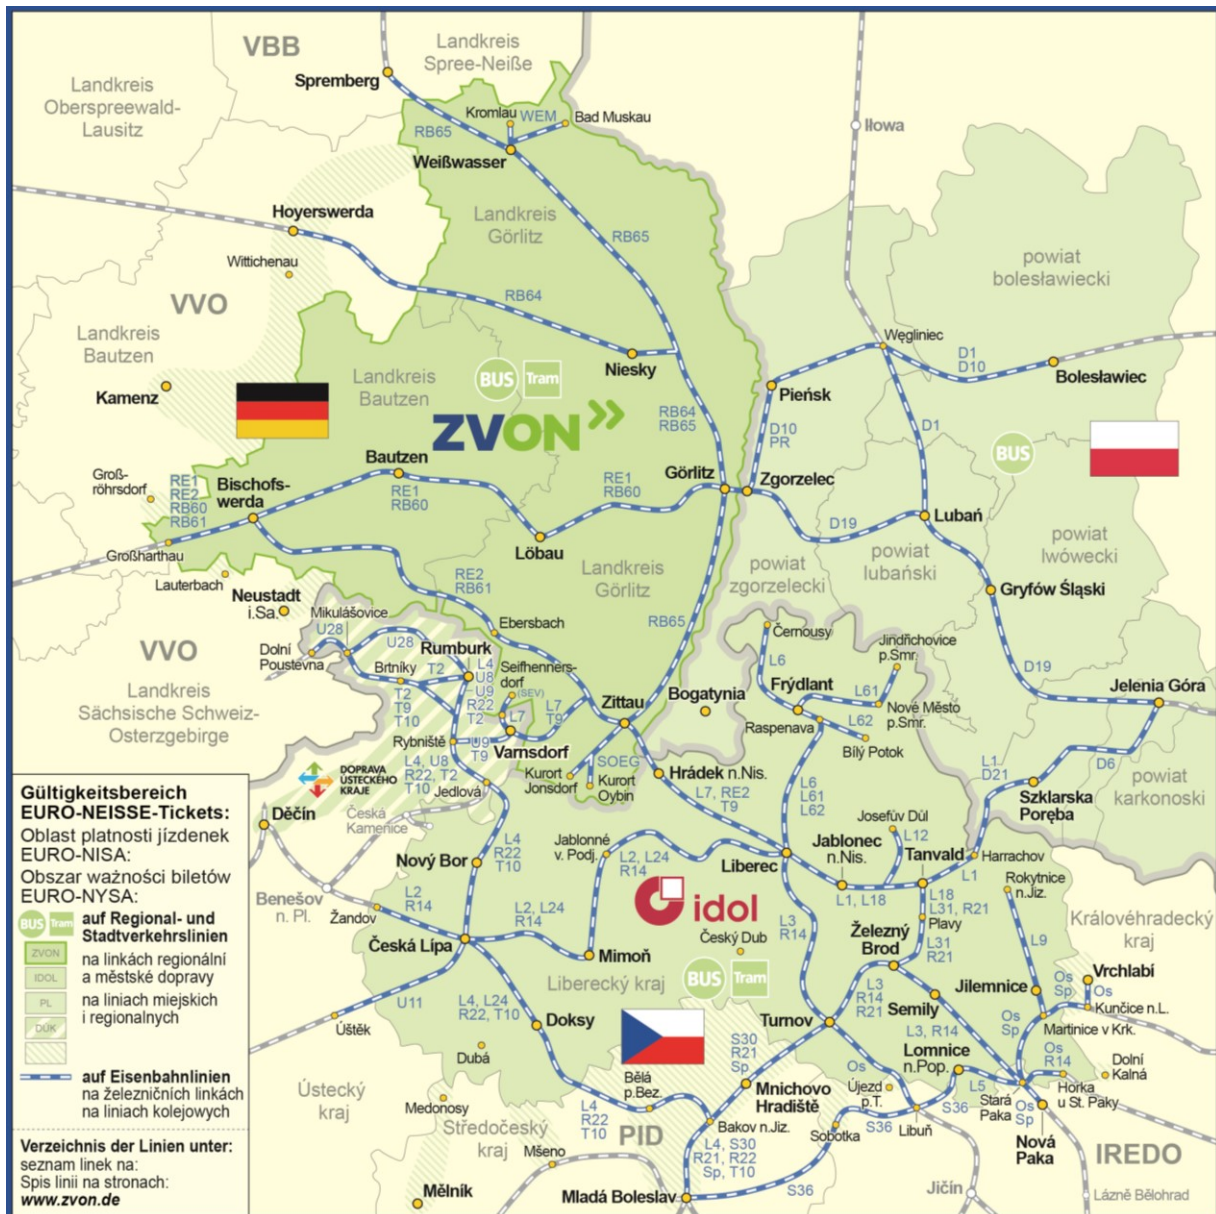 VBB
Landkreis
Spree-Neiße
Spremberg
Landkreis
Oberspreewald-
Lausitz
Kromlau
WEM
Bad Muskau
RB65
Weißwasser
Iłowa
Hoyerswerda
Landkreis
Görlitz
RB65
Wittichenau
powiat
bolesławiecki
VVO
RB64
Landkreis
Bautzen
Węgliniec
D1
D10
Niesky
Bolesławiec
Kamenz
Landkreis
Bautzen
BUS
Tram
Pieńsk
ZVON
RB64
RB65
D10
PR
D1
BUS
Bautzen
Groß-
röhrsdorf
RE1
RE2
RB60
RB61
Bischofs-
werda
RE1
RB60
RE1
RB60
Görlitz
Zgorzelec
D19
Lubań
Großharthau
Löbau
powiat
lwówecki
Lauterbach
RE2
RB61
Landkreis
Görlitz
powiat
zgorzelecki
powiat
lubański
Neustadt
i.Sa.
Gryfów Śląski
Mikulášovice
Ebersbach
RB65
Černousy
VVO
Dolní
Poustevna
U28
U28
Rumburk
Brtníky
T2
L4
U8
U9
R22
T2
Seifhenners-
dorf
(SEV)
L6
Jindřichovice
p.Smr.
D19
Landkreis
Sächsische Schweiz-
Osterzgebirge
T2
T9
T10
L7
L7
T9
Zittau
Bogatynia
Frýdlant
L61
Nové Město
p.Smr.
Jelenia Góra
Raspenava
L62
Bílý Potok
Rybniště
U9
T9
Varnsdorf
SOEG
DOPRAVA
ÚSTECKÉHO
KRAJE
L4, U8
R22, T2
T10
Jedlová
Kurort
Jonsdorf
Kurort
Oybin
Hrádek n.Nis.
L7, RE2
T9
L6
L61
L62
L1
D21
D6
powiat
karkonoski
Szklarska
Poręba
Děčín
Česká
Kamenice
Josefův Důl
L12
Nový Bor
L4
R22
T10
Jablonné
v. Podj.
L2, L24
R14
Liberec
Jablonec
n.Nis.
Tanvald
Harrachov
L1
L1, L18
L18
L31, R21
Rokytnice
n.Jiz.
Benešov
n. Pl.
L2
R14
Žandov
L2, L24
R14
idol
L3
R14
Plavy
Královéhradecký
kraj
Česká Lípa
Mimoň
Český Dub
Železný
Brod
L31
R21
L9
Liberecký kraj
BUS
Tram
U11
L4, L24
R22, T10
L3
R14
R21
Semily
Jilemnice
Os
Sp
Vrchlabí
Os
Kunčice n.L.
Úštěk
Doksy
Turnov
L3, R14
Os
Sp
Martinice v Krk.
Dubá
S30
R21
Sp
Lomnice
n.Pop.
Os
R14
Dolní
Kalná
Ústecký
kraj
Bělá
p.Bez.
Mnichovo
Hradiště
Os
Újezd
p.T.
L5
Stará
Paka
Horka
u St. Paky
Medonosy
L4
R22
T10
S36
Os
Sp
Středočeský
kraj
PID
Bakov n.Jiz.
Sobotka
S36
Libuň
Nová
Paka
Mšeno
L4, S30
R21, R22
Sp, T10
IREDO
Mělník
Mladá Boleslav
S36
Jičín
Lázně Bělohrad
Gültigkeitsbereich
EURO-NEISSE-Tickets:
Oblast platnosti jízdenek
EURO-NISA:
Obszar ważności biletów
EURO-NYSA:
BUS
Tram
auf Regional- und
Stadtverkehrslinien
ZVON
na linkách regionální
IDOL
a městské dopravy
PL
na liniach miejskich
i regionalnych
DÚK
auf Eisenbahnlinien
na železničních linkách
na liniach kolejowych
Verzeichnis der Linien unter:
seznam linek na:
Spis linii na stronach:
www.zvon.de